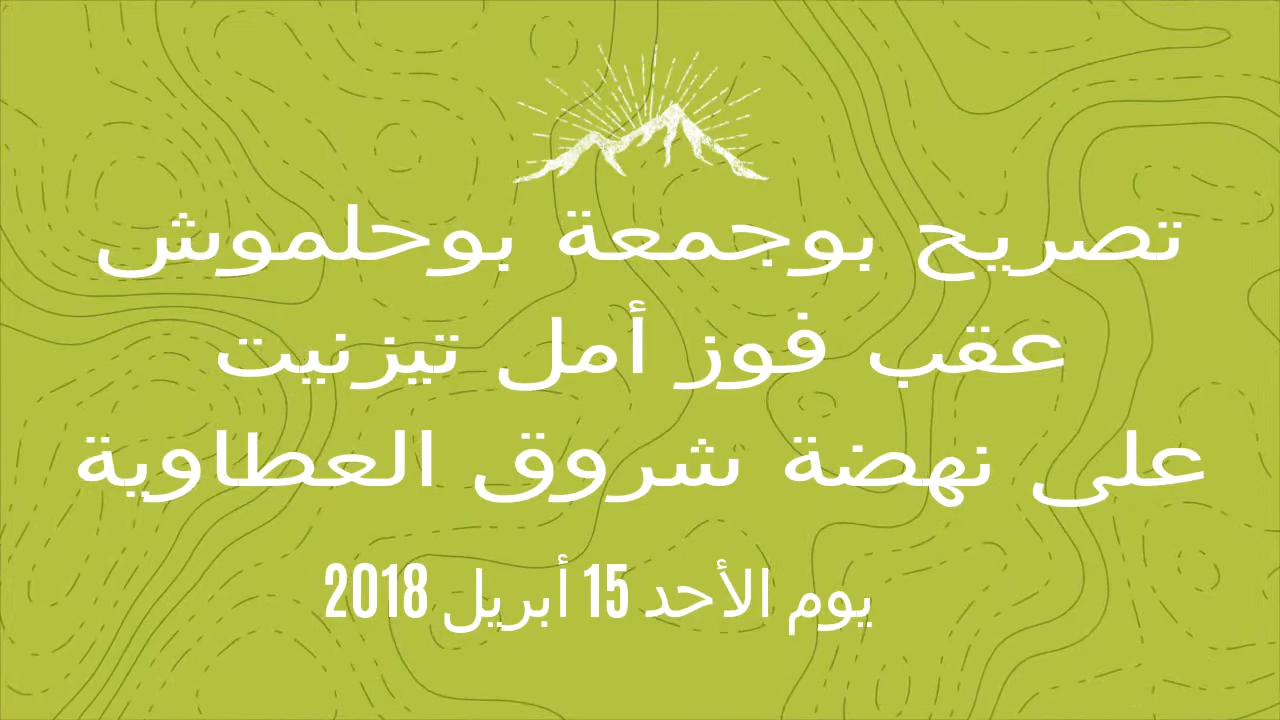 تصريح بوجمعة بوحلموش
عقب فوز أمل تيزنيت
على نهضة شروق العطاوية
يوم الأحد 15 أبريل 2018